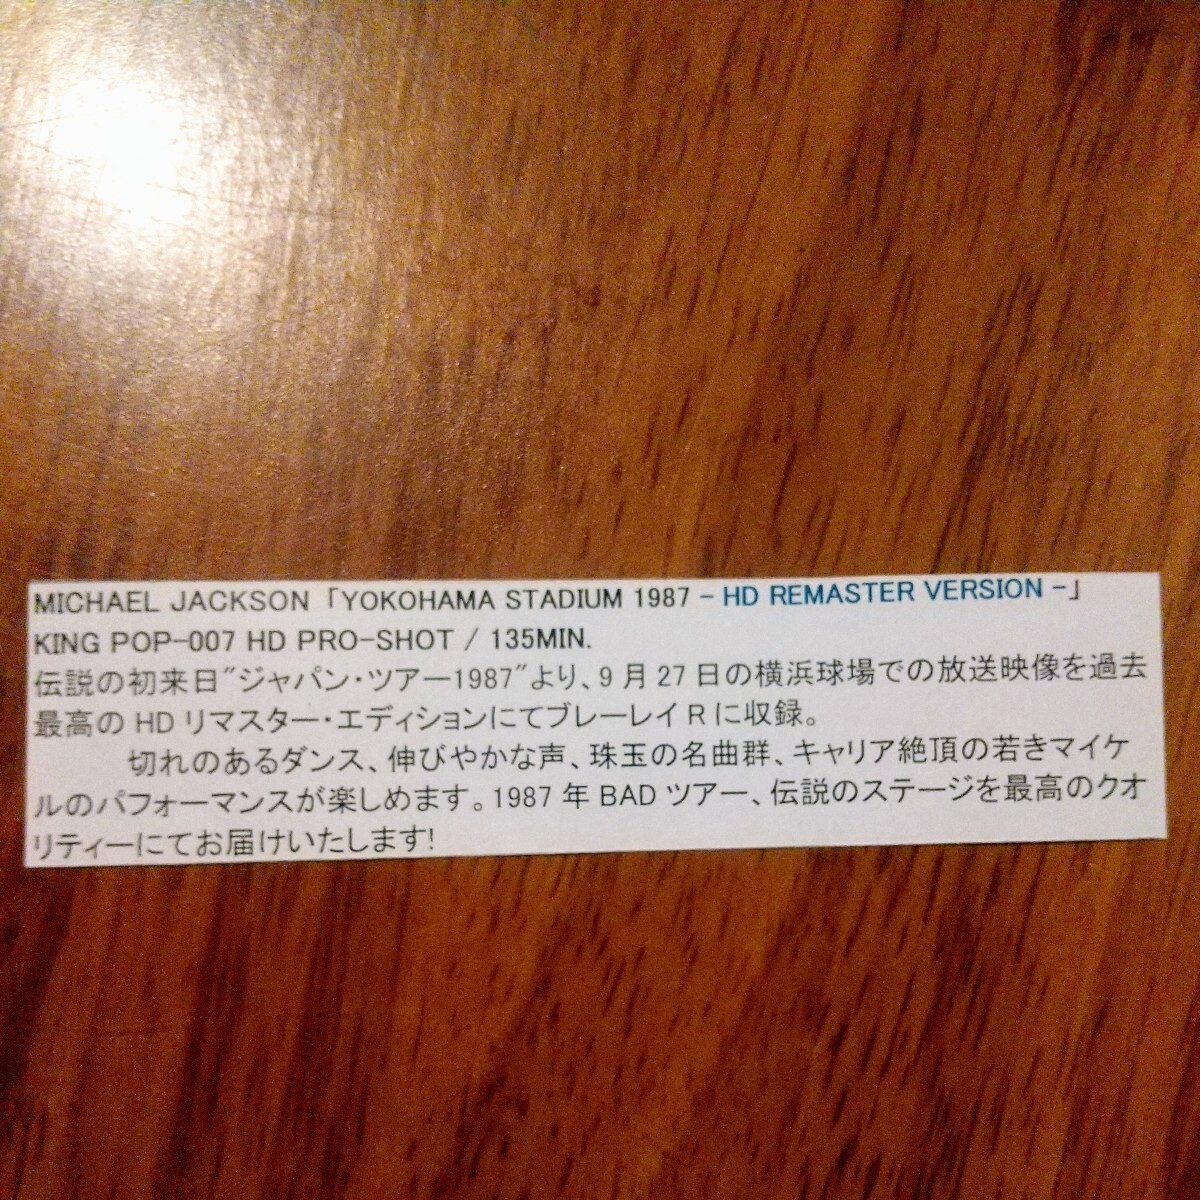 MICHAEL JACKSON「YOKOHAMA STADIUM 1987 - HD REMASTER VERSION -」
KING POP-007 HD PRO-SHOT / 135MIN.
伝説の初来日"ジャパン・ツアー1987"より、9月27日の横浜球場での放送映像を過去
最高のHDリマスター・エディションにてブレーレイRに収録。
切れのあるダンス、伸びやかな声、珠玉の名曲群、キャリア絶頂の若きマイケ
ルのパフォーマンスが楽しめます。1987年BADツアー、伝説のステージを最高のクオ
リティーにてお届けいたします!